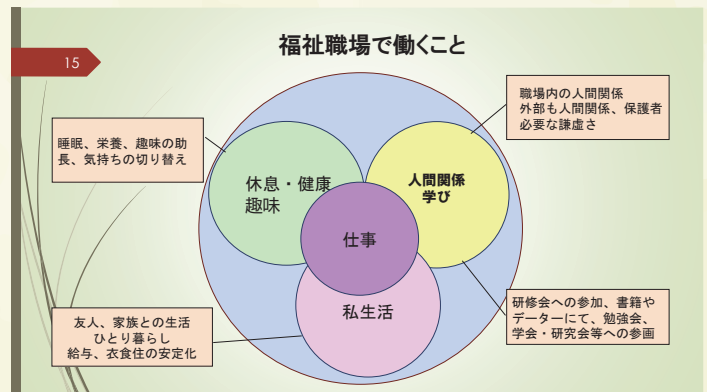 福祉職場で働くこと
15
職場内の人間関係
外部も人間関係、保護者
必要な謙虚さ
睡眠、栄養、趣味の助
長、気持ちの切り替え
休息・健康
趣味
人間関係
学び
仕事
私生活
友人、家族との生活
ひとり暮らし
給与、衣食住の安定化
研修会への参加、書籍や
データーにて、勉強会、
学会・研究会等への参画